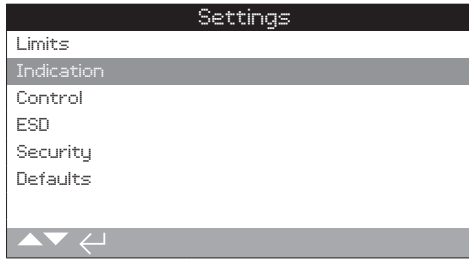 Settings
Limits
Indication
Control
ESD
Security
Defaults